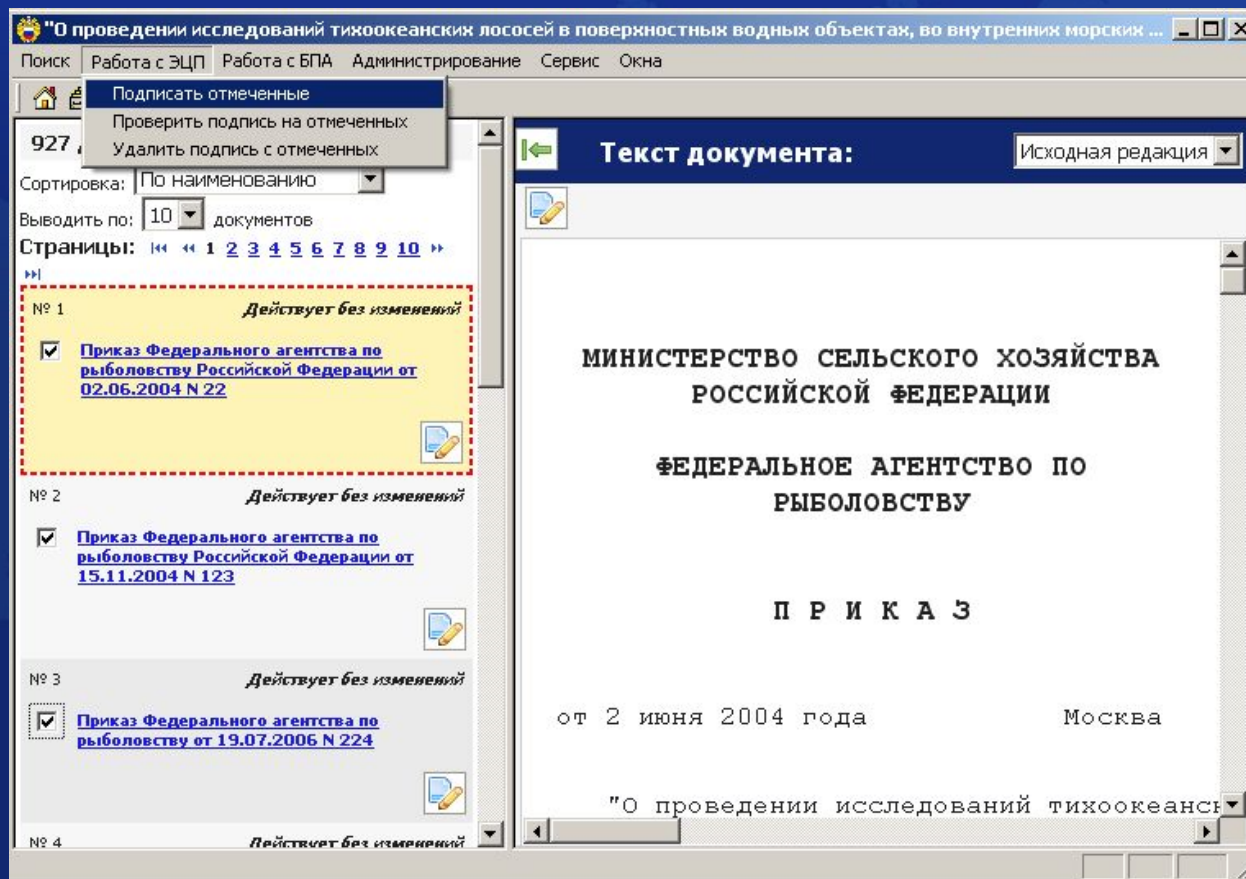 "О проведении исследований тихоокеанских лососей в поверхностных водных объектах, во внутренних морских ...
Поиск Работа с ЭЦП Работа с БПА Администрирование Сервис Окна
Подписать отмеченные
Проверить подпись на отмеченных
Удалить подпись с отмеченных
927
Сортировка: По наименованию
Выводить по: 10 документов
Страницы: 1 2 3 4 5 6 7 8 9 10
№ 1 Действует без изменений
Приказ Федерального агентства по
рыболовству Российской Федерации от
02.06.2004 N 22
№ 2 Действует без изменений
Приказ Федерального агентства по
рыболовству Российской Федерации от
15.11.2004 N 123
№ 3 Действует без изменений
Приказ Федерального агентства по
рыболовству от 19.07.2006 N 224
№ 4 Действует без изменений
Текст документа: Исходная редакция
МИНИСТЕРСТВО СЕЛЬСКОГО ХОЗЯЙСТВА
РОССИЙСКОЙ ФЕДЕРАЦИИ
ФЕДЕРАЛЬНОЕ АГЕНТСТВО ПО
РЫБОЛОВСТВУ
П Р И К А З
от 2 июня 2004 года Москва
"О проведении исследований тихоокеанс